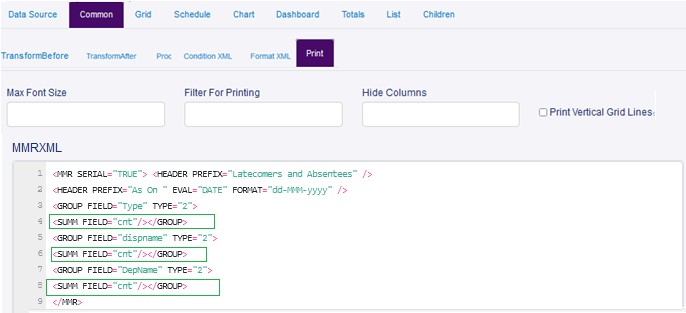 Data Source Common Grid Schedule Chart Dashboard Totals List Children
TransformBefore TransformAfter Proc Condition XML Format XML Print
Max Font Size Filter For Printing Hide Columns
Print Vertical Grid Lines
MMRXML
1 <MMR SERIAL="TRUE"> <HEADER PREFIX="Latecomers and Absentees" />
2 <HEADER PREFIX="As On " EVAL="DATE" FORMAT="dd-MMM-yyyy" />
3 <GROUP FIELD="Type" TYPE="2">
4 <SUMM FIELD="cnt"/></GROUP>
5 <GROUP FIELD="dispname" TYPE="2">
6 <SUMM FIELD="cnt"/></GROUP>
7 <GROUP FIELD="DepName" TYPE="2">
8 <SUMM FIELD="cnt"/></GROUP>
9 </MMR>